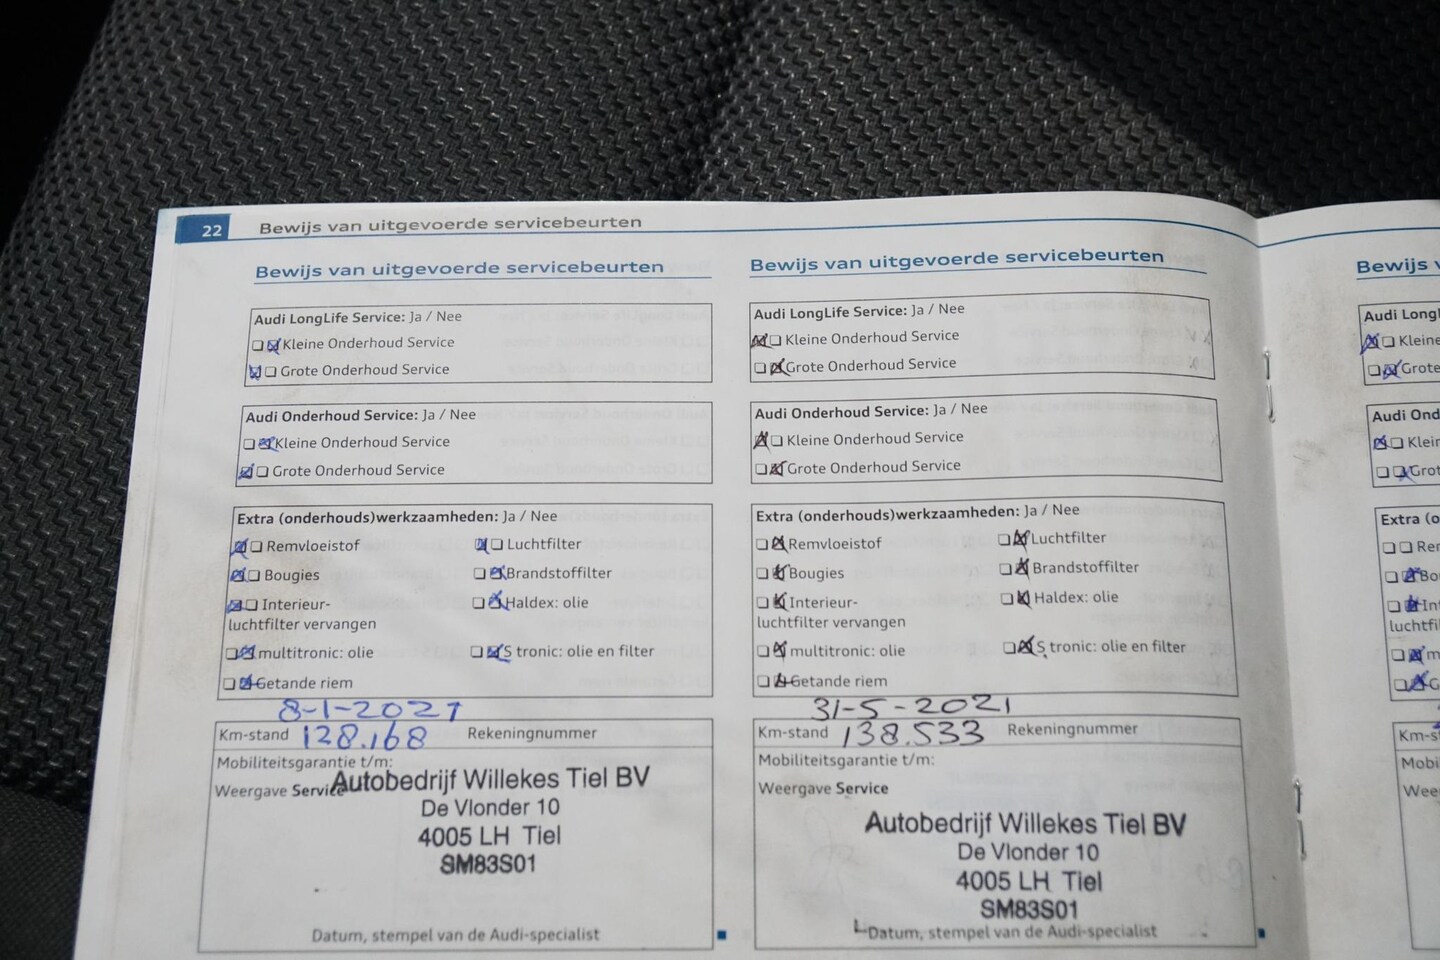 22 Bewijs van uitgevoerde servicebeurten
Bewijs van uitgevoerde servicebeurten
Audi LongLife Service: Ja / Nee
Kleine Onderhoud Service
Grote Onderhoud Service
Audi Onderhoud Service: Ja / Nee
Kleine Onderhoud Service
Grote Onderhoud Service
Extra (onderhouds)werkzaamheden: Ja / Nee
Remvloeistof Luchtfilter
Bougies Brandstoffilter
Interieur- Haldex: olie
luchtfilter vervangen
multitronic: olie S tronic: olie en filter
Getande riem
8-1-2021
Km-stand 128.168 Rekeningnummer
Mobiliteitsgarantie t/m:
Weergave Service
Autobedrijf Willekes Tiel BV
De Vlonder 10
4005 LH Tiel
SM83S01
Datum, stempel van de Audi-specialist
Bewijs van uitgevoerde servicebeurten
Audi LongLife Service: Ja / Nee
Kleine Onderhoud Service
Grote Onderhoud Service
Audi Onderhoud Service: Ja / Nee
Kleine Onderhoud Service
Grote Onderhoud Service
Extra (onderhouds)werkzaamheden: Ja / Nee
Remvloeistof Luchtfilter
Bougies Brandstoffilter
Interieur- Haldex: olie
luchtfilter vervangen
multitronic: olie S tronic: olie en filter
Getande riem
31-5-2021
Km-stand 138.533 Rekeningnummer
Mobiliteitsgarantie t/m:
Weergave Service
Autobedrijf Willekes Tiel BV
De Vlonder 10
4005 LH Tiel
SM83S01
Datum, stempel van de Audi-specialist
Bewijs
Audi
Kleine
Grote
Audi
Extra